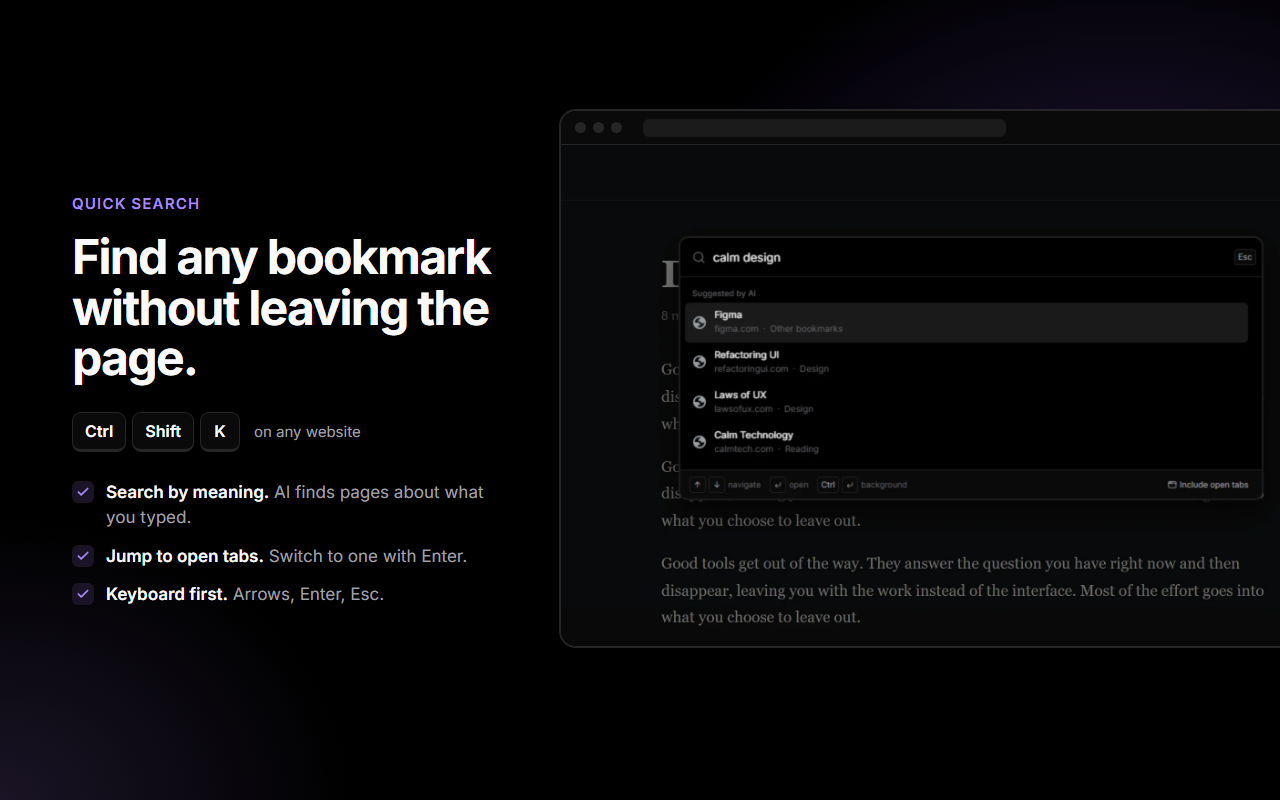 QUICK SEARCH
Find any bookmark
without leaving the
page.
Ctrl Shift K on any website
Search by meaning. AI finds pages about what
you typed.
Jump to open tabs. Switch to one with Enter.
Keyboard first. Arrows, Enter, Esc.
calm design Esc
Suggested by AI
Figma
figma.com · Other bookmarks
Refactoring UI
refactoringui.com · Design
Laws of UX
lawsofux.com · Design
Calm Technology
calmtech.com · Reading
↑ ↓ navigate ↵ open Ctrl ↵ background Include open tabs
what you choose to leave out.
Good tools get out of the way. They answer the question you have right now and then
disappear, leaving you with the work instead of the interface. Most of the effort goes into
what you choose to leave out.